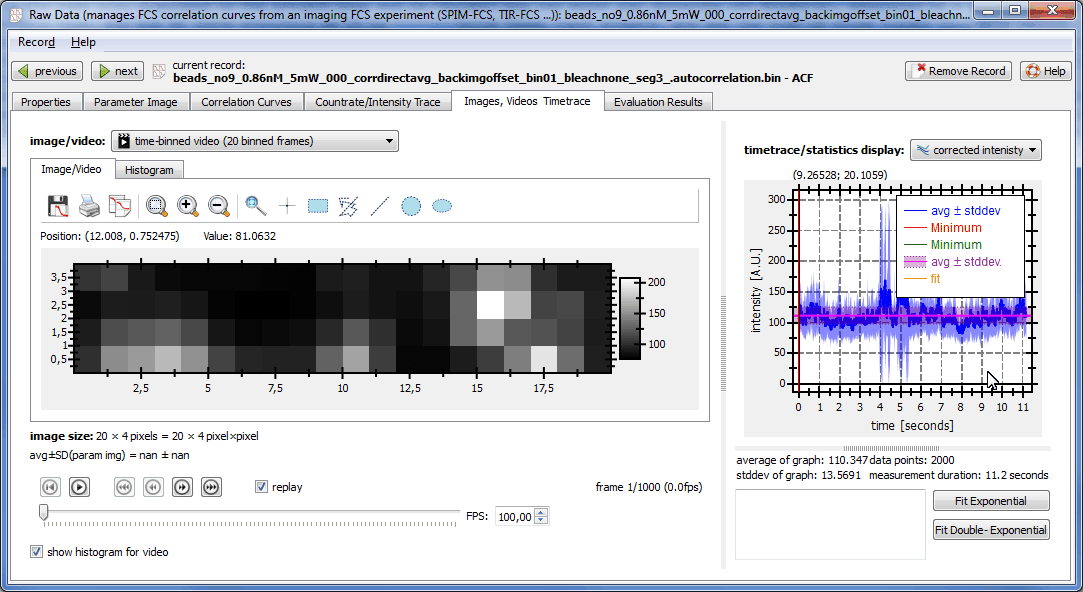 Raw Data (manages FCS correlation curves from an imaging FCS experiment (SPIM-FCS, TIR-FCS ...)): beads_no9_0.86nM_5mW_000_corrdirectavg_backimgoffset_bin01_bleachn...
Record Help
previous next current record:
beads_no9_0.86nM_5mW_000_corrdirectavg_backimgoffset_bin01_bleachnone_seg3_.autocorrelation.bin - ACF
Remove Record Help
Properties Parameter Image Correlation Curves Countrate/Intensity Trace Images, Videos Timetrace Evaluation Results
image/video: time-binned video (20 binned frames)
Image/Video Histogram
Position: (12.008, 0.752475) Value: 81.0632
3,5
3
2,5
2
1,5
1
0,5
2,5 5 7,5 10 12,5 15 17,5
200
150
100
image size: 20 × 4 pixels = 20 × 4 pixel×pixel
avg±SD(param img) = nan ± nan
replay
frame 1/1000 (0.0fps)
FPS: 100,00
show histogram for video
timetrace/statistics display: corrected intenisty
(9.26528; 20.1059)
intensity [A.U.]
300
250
200
150
100
50
0
avg ± stddev
Minimum
Minimum
avg ± stddev.
fit
0 1 2 3 4 5 6 7 8 9 10 11
time [seconds]
average of graph: 110.347 data points: 2000
stddev of graph: 13.5691 measurement duration: 11.2 seconds
Fit Exponential
Fit Double- Exponential